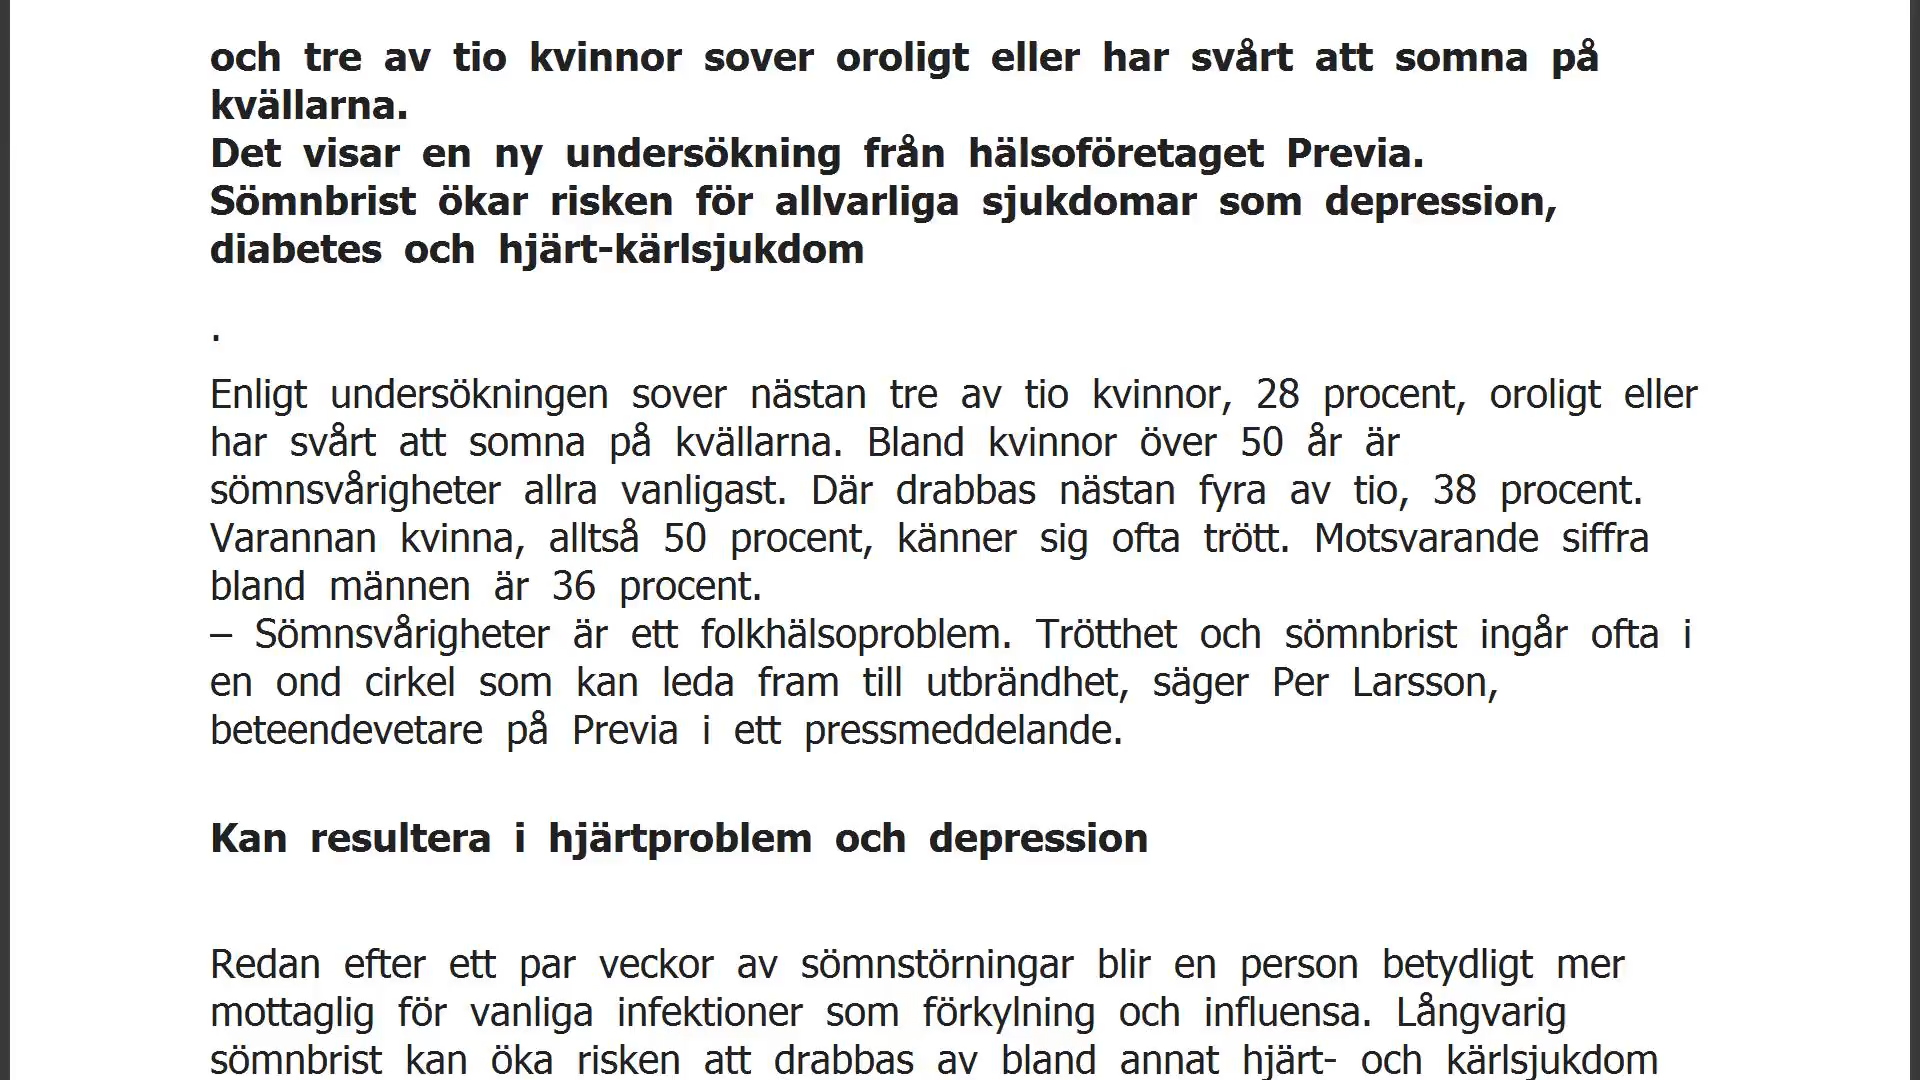 och tre av tio kvinnor sover oroligt eller har svårt att somna på
kvällarna.
Det visar en ny undersökning från hälsoföretaget Previa.
Sömnbrist ökar risken för allvarliga sjukdomar som depression,
diabetes och hjärt-kärlsjukdom
.
Enligt undersökningen sover nästan tre av tio kvinnor, 28 procent, oroligt eller
har svårt att somna på kvällarna. Bland kvinnor över 50 år är
sömnsvårigheter allra vanligast. Där drabbas nästan fyra av tio, 38 procent.
Varannan kvinna, alltså 50 procent, känner sig ofta trött. Motsvarande siffra
bland männen är 36 procent.
– Sömnsvårigheter är ett folkhälsoproblem. Trötthet och sömnbrist ingår ofta i
en ond cirkel som kan leda fram till utbrändhet, säger Per Larsson,
beteendevetare på Previa i ett pressmeddelande.
Kan resultera i hjärtproblem och depression
Redan efter ett par veckor av sömnstörningar blir en person betydligt mer
mottaglig för vanliga infektioner som förkylning och influensa. Långvarig
sömnbrist kan öka risken att drabbas av bland annat hjärt- och kärlsjukdom